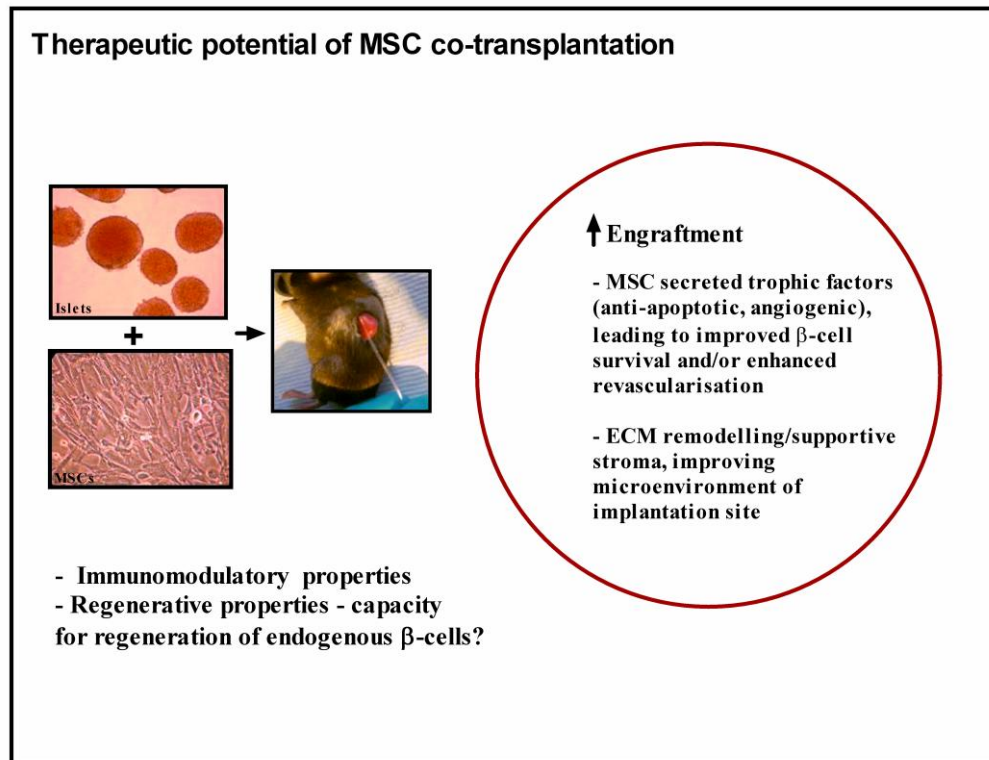 Therapeutic potential of MSC co-transplantation
Islets
+
MSCs
↑ Engraftment
- MSC secreted trophic factors
(anti-apoptotic, angiogenic),
leading to improved β-cell
survival and/or enhanced
revascularisation
- ECM remodelling/supportive
stroma, improving
microenvironment of
implantation site
- Immunomodulatory properties
- Regenerative properties - capacity
for regeneration of endogenous β-cells?